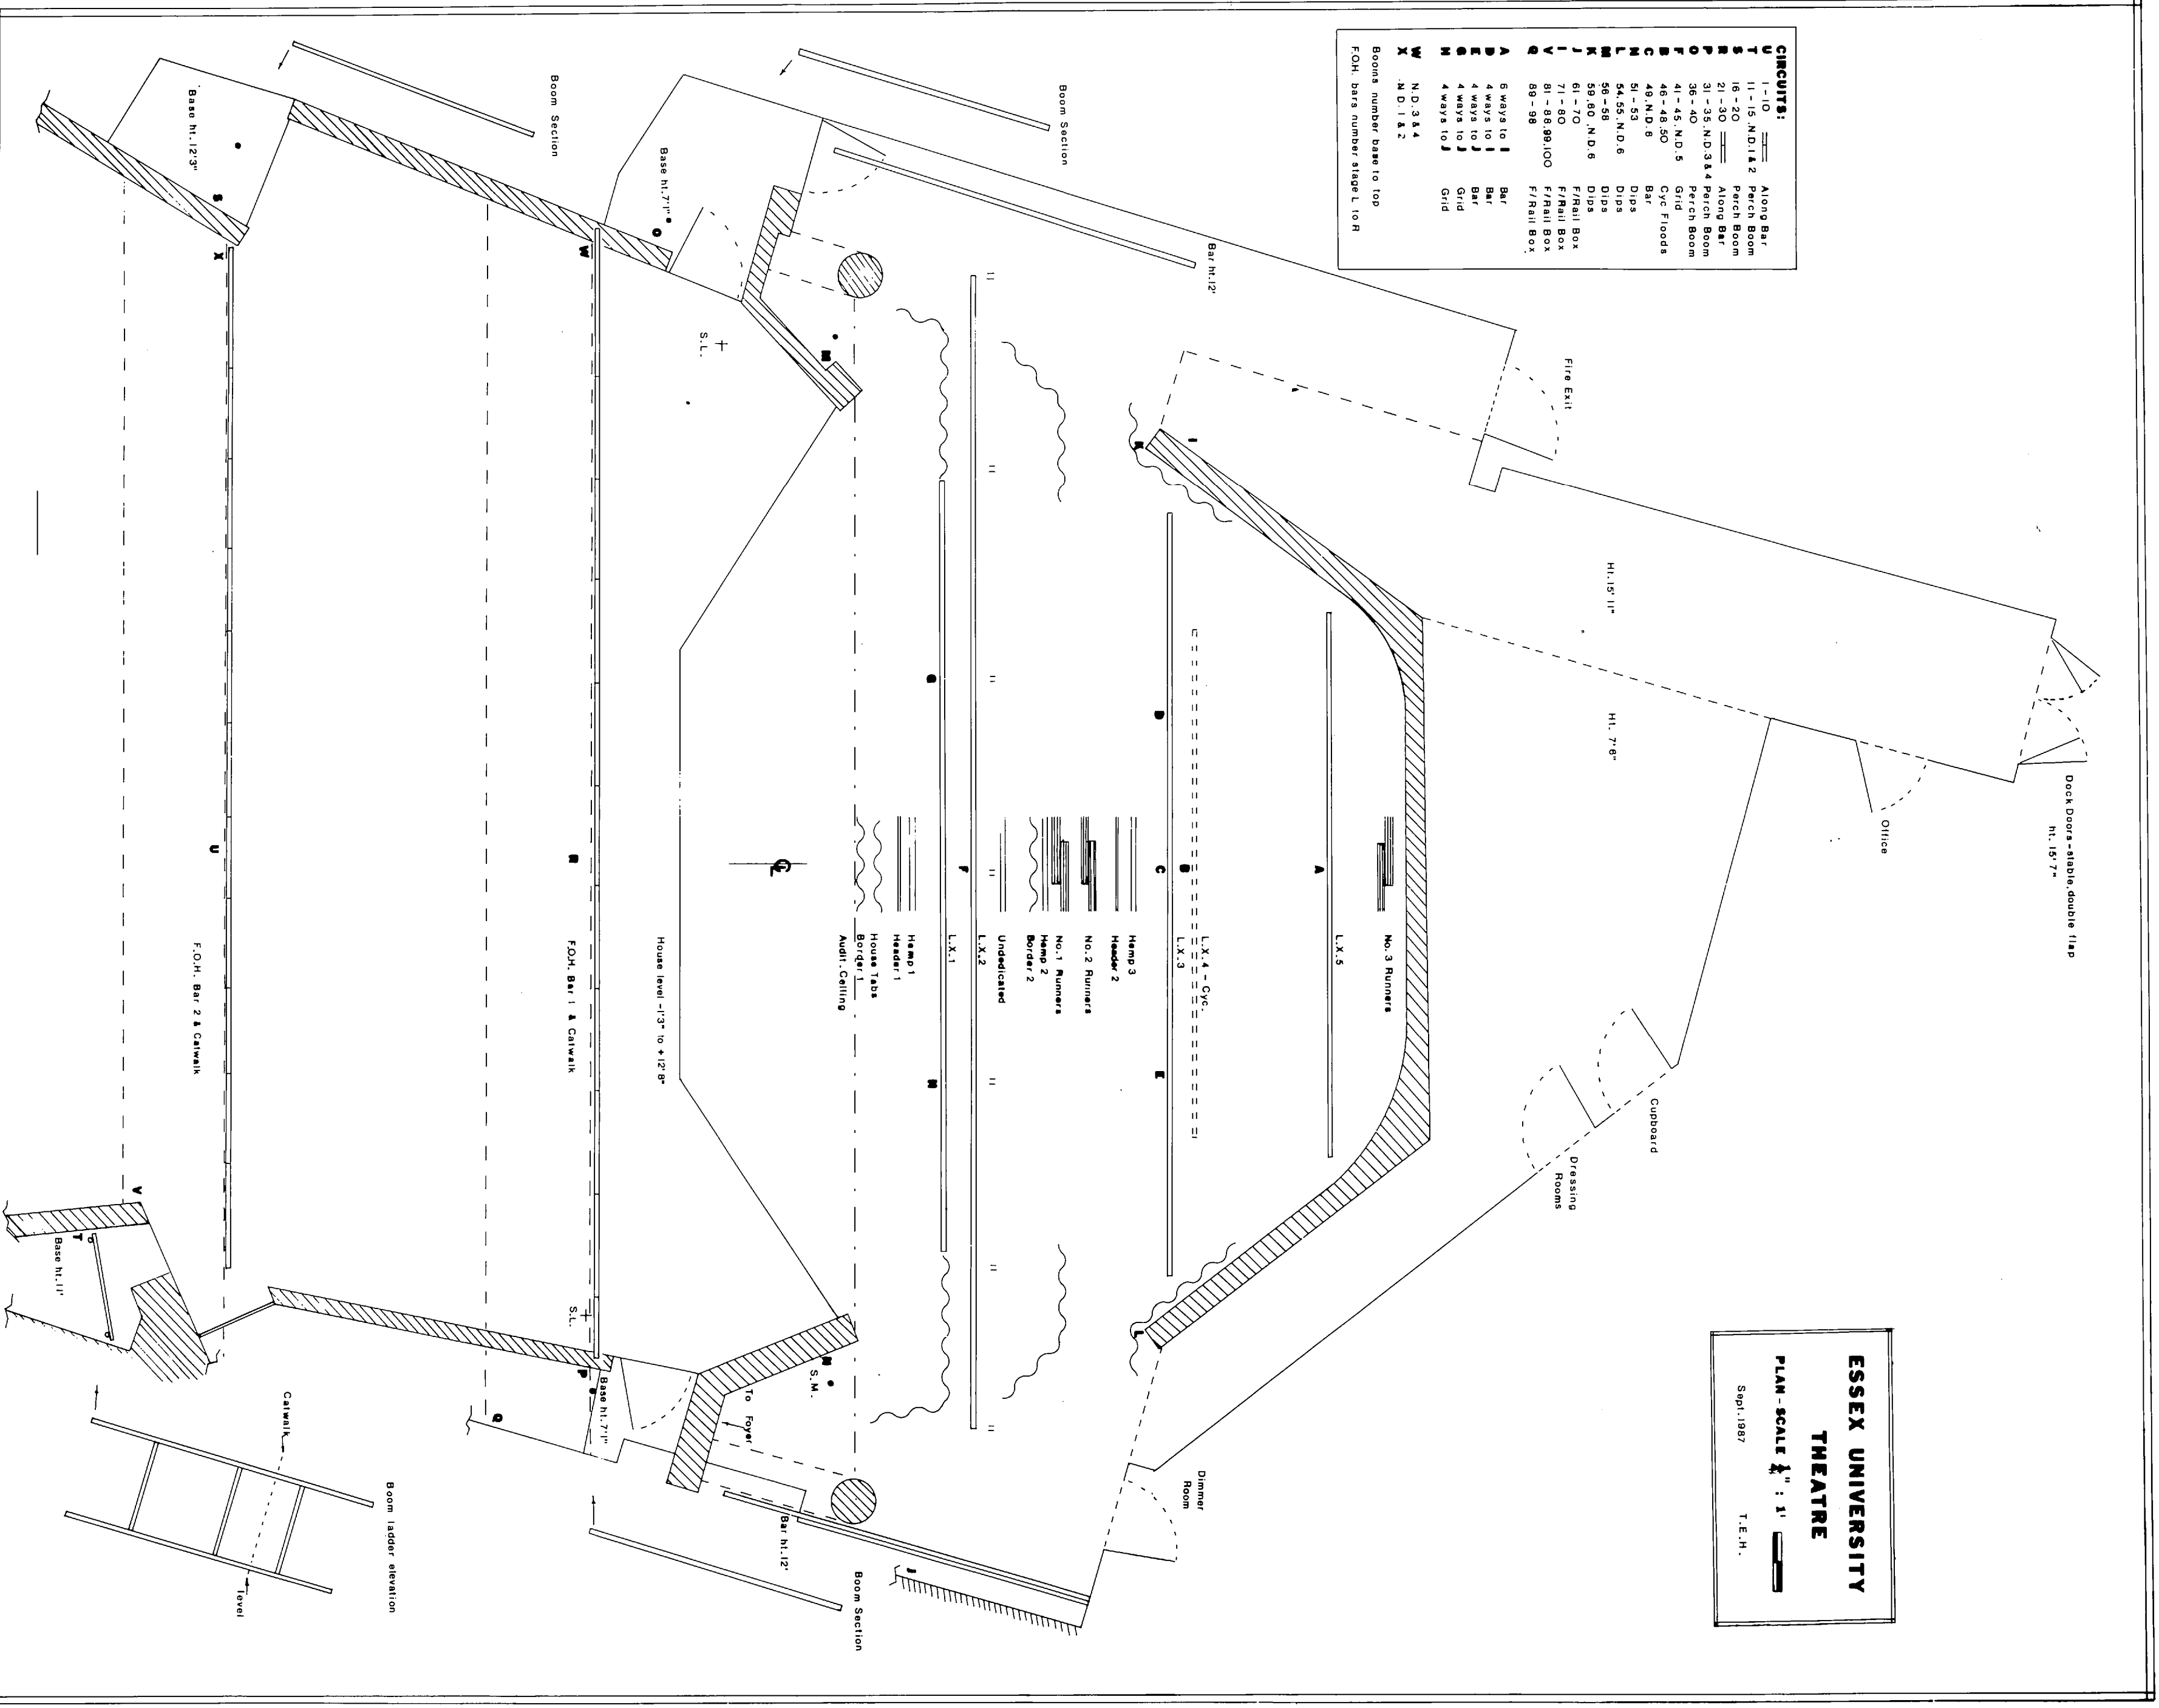 CIRCUITS:
U 1-10 Along Bar
T 11-15.N.D.1&2 Perch Boom
S 16-20 Perch Boom
R 21-30 Along Bar
P 31-35.N.D.3&4 Perch Boom
O 36-40 Perch Boom
F 41-45.N.D.5 Grid
B 46-48.50 Cyc Floods
C 49.N.D.6 Bar
N 51-53 Dips
L 54.55.N.D.6 Dips
M 56-58 Dips
K 59.60.N.D.6 Dips
J 61-70 F/Rail Box
I 71-80 F/Rail Box
V 81-88.99.100 F/Rail Box
Q 89-98 F/Rail Box
A 6 ways to I Bar
D 4 ways to I Bar
E 4 ways to J Bar
G 4 ways to J Grid
H 4 ways to J Grid
W N.D.3&4
X N.D.1&2
Booms number base to top
F.O.H. bars number stage L to R
ESSEX UNIVERSITY
THEATRE
PLAN-SCALE ¼" : 1'
Sept.1987 T.E.H.
Dock Doors-stable,double flap
ht. 15'7"
Office
Fire Exit
Ht.15'11"
Ht. 7'6"
Cupboard
Dressing
Rooms
Dimmer
Room
Bar ht.12'
Boom Section
Boom Section
Base ht.12'3"
Base ht.7'1"
S
X
W
O
M
S.L.
K
I
No.3 Runners
A
L.X.5
L.X.4-Cyc.
L.X.3
D
B
C
E
Hemp 3
Header 2
No.2 Runners
No.1 Runners
Hemp 2
Border 2
Undedicated
L.X.2
F
L.X.1
G
H
Hemp 1
Header 1
House Tabs
Border 1
Audit.Ceiling
CL
House level -1'3" to +12'8"
R
F.O.H. Bar 1 & Catwalk
U
F.O.H. Bar 2 & Catwalk
L
N
S.M.
To Foyer
J
Bar ht.12'
Boom Section
S.L.
P
Base ht.7'1"
Q
V
T
Base ht.11'
Catwalk
level
Boom ladder elevation